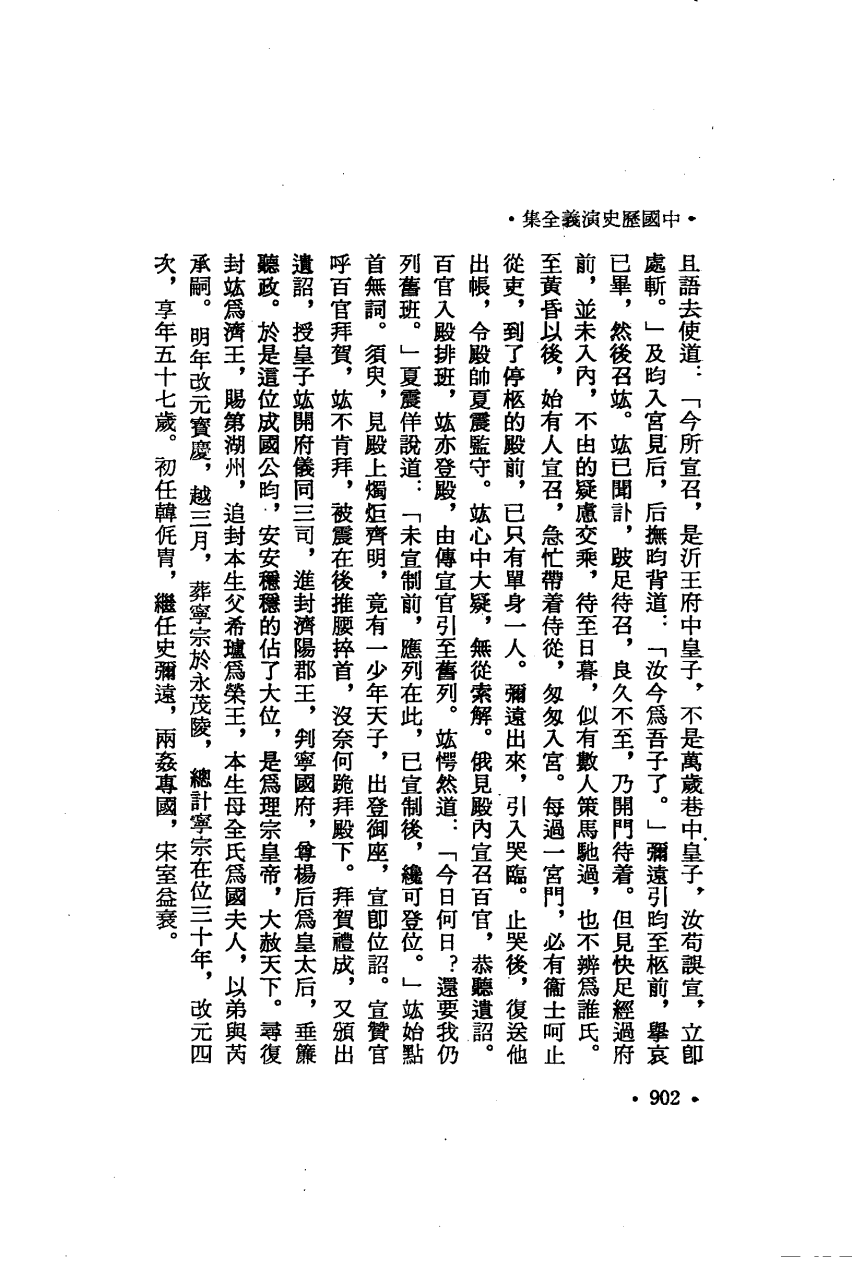 ·中國歷史演義全集·
且語去使道：「今所宣召，是沂王府中皇子，不是萬歲巷中皇子，汝苟誤宣，立卽
處斬。」及昀入宮見后，后撫昀背道：「汝今爲吾子了。」彌遠引昀至柩前，舉哀
已畢，然後召竑。竑已聞訃，跂足待召，良久不至，乃開門待着。但見快足經過府
前，並未入內，不由的疑慮交乘，待至日暮，似有數人策馬馳過，也不辨爲誰氏。
至黃昏以後，始有人宣召，急忙帶着侍從，匆匆入宮。每過一宮門，必有衞士呵止
從吏，到了停柩的殿前，已只有單身一人。彌遠出來，引入哭臨。止哭後，復送他
出帳，令殿帥夏震監守。竑心中大疑，無從索解。俄見殿內宣召百官，恭聽遺詔。
百官入殿排班，竑亦登殿，由傳宣官引至舊列。竑愕然道：「今日何日？還要我仍
列舊班。」夏震佯說道：「未宣制前，應列在此，已宣制後，纔可登位。」竑始點
首無詞。須臾，見殿上燭炬齊明，竟有一少年天子，出登御座，宣卽位詔。宣贊官
呼百官拜賀，竑不肯拜，被震在後推腰捽首，沒奈何跪拜殿下。拜賀禮成，又頒出
遺詔，授皇子竑開府儀同三司，進封濟陽郡王，判寧國府，尊楊后爲皇太后，垂簾
聽政。於是這位成國公昀，安安穩穩的佔了大位，是爲理宗皇帝，大赦天下。尋復
封竑爲濟王，賜第湖州，追封本生父希瓐爲榮王，本生母全氏爲國夫人，以弟與芮
承嗣。明年改元寶慶，越三月，葬寧宗於永茂陵，總計寧宗在位三十年，改元四
次，享年五十七歲。初任韓侂冑，繼任史彌遠，兩姦專國，宋室益衰。
·902·